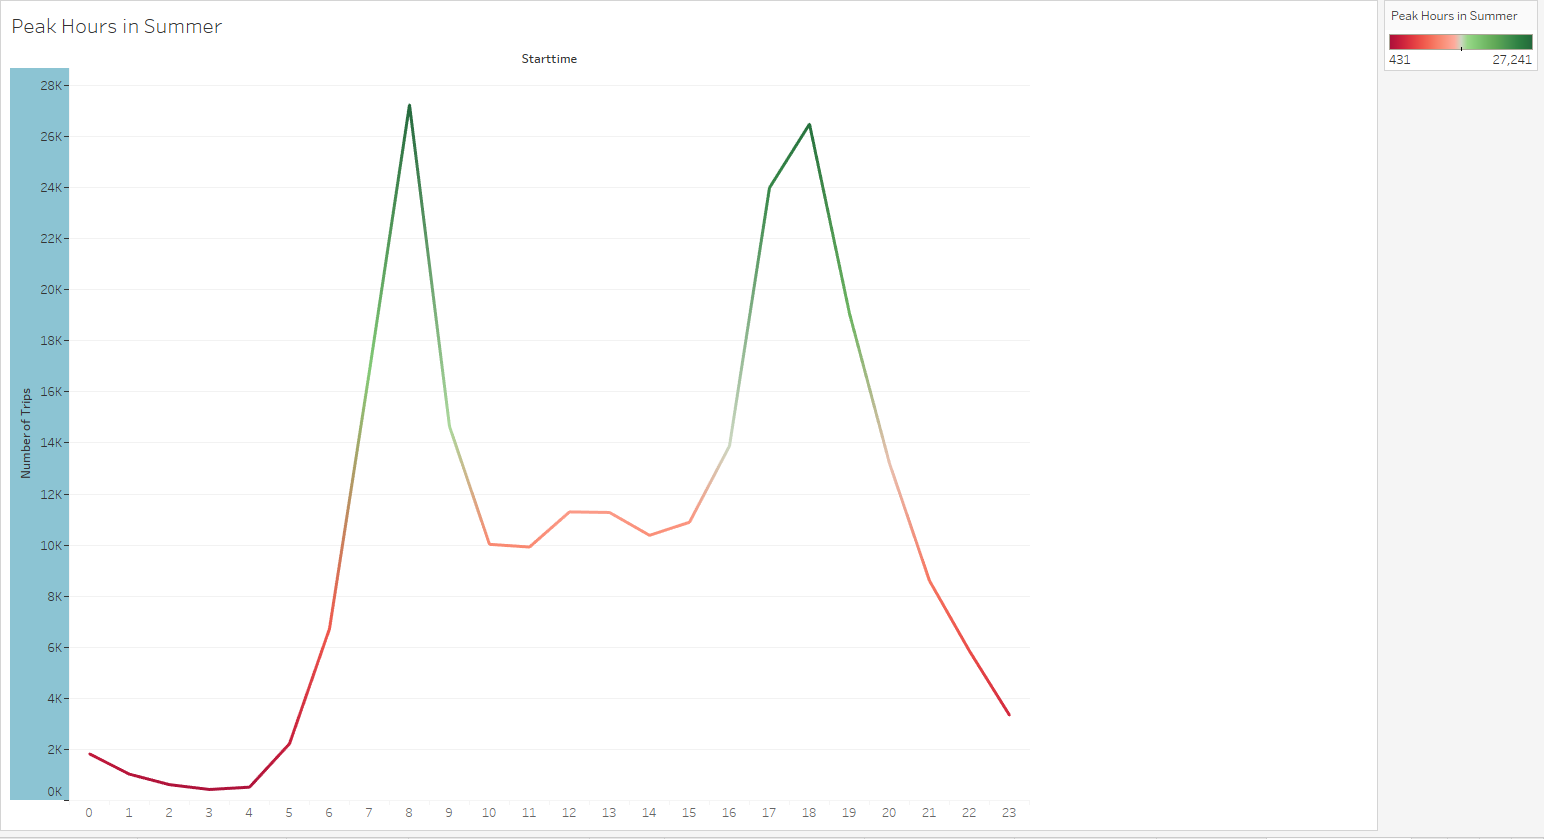 Peak Hours in Summer
Starttime
Number of Trips
28K
26K
24K
22K
20K
18K
16K
14K
12K
10K
8K
6K
4K
2K
0K
0 1 2 3 4 5 6 7 8 9 10 11 12 13 14 15 16 17 18 19 20 21 22 23
Peak Hours in Summer
431 27,241